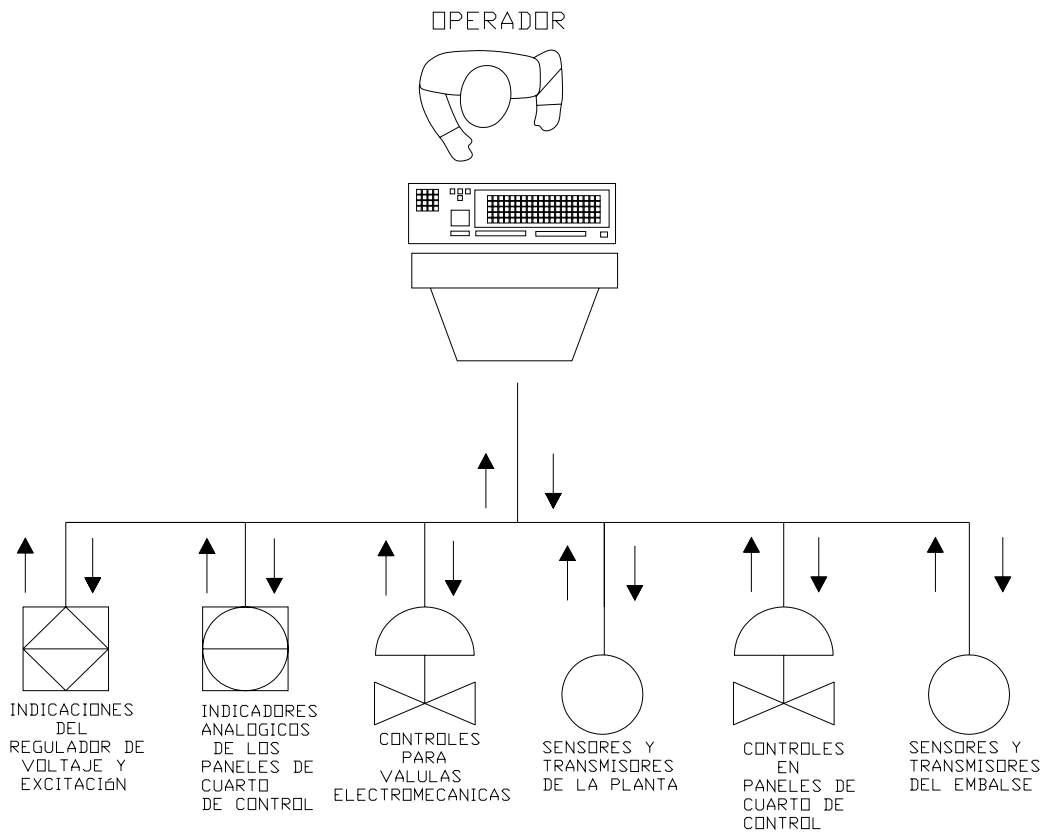 OPERADOR
INDICACIONES
DEL
REGULADOR DE
VOLTAJE Y
EXCITACIóN
INDICADORES
ANALOGICOS
DE LOS
PANELES DE
CUARTO
DE CONTROL
CONTROLES
PARA
VALULAS
ELECTROMECANICAS
SENSORES Y
TRANSMISORES
DE LA PLANTA
CONTROLES
EN
PANELES DE
CUARTO DE
CONTROL
SENSORES Y
TRANSMISORES
DEL EMBALSE